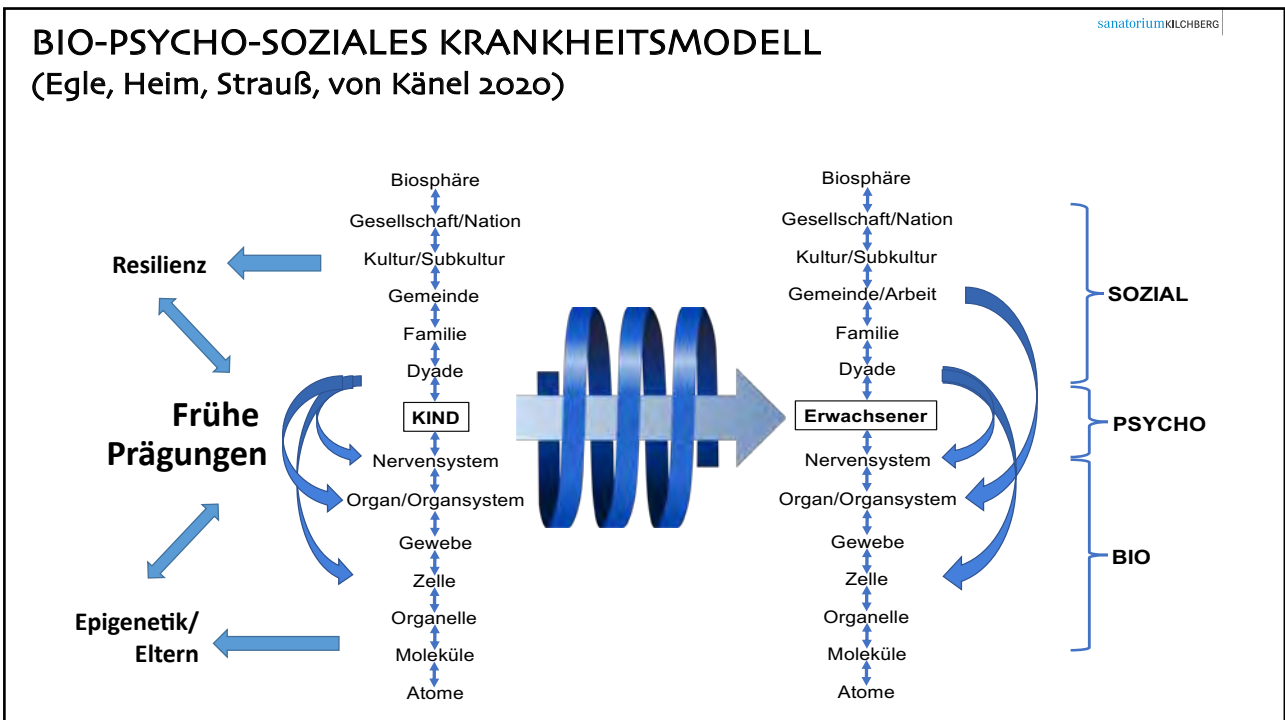 sanatoriumKILCHBERG
BIO-PSYCHO-SOZIALES KRANKHEITSMODELL
(Egle, Heim, Strauß, von Känel 2020)
Resilienz
Frühe
Prägungen
Epigenetik/
Eltern
Biosphäre
Gesellschaft/Nation
Kultur/Subkultur
Gemeinde
Familie
Dyade
KIND
Nervensystem
Organ/Organsystem
Gewebe
Zelle
Organelle
Moleküle
Atome
Biosphäre
Gesellschaft/Nation
Kultur/Subkultur
Gemeinde/Arbeit
Familie
Dyade
Erwachsener
Nervensystem
Organ/Organsystem
Gewebe
Zelle
Organelle
Moleküle
Atome
SOZIAL
PSYCHO
BIO